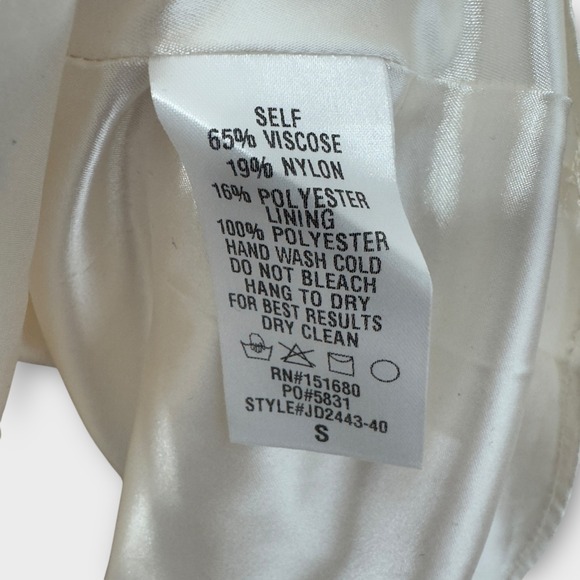 SELF
65% VISCOSE
19% NYLON
16% POLYESTER
LINING
100% POLYESTER
HAND WASH COLD
DO NOT BLEACH
HANG TO DRY
FOR BEST RESULTS
DRY CLEAN
RN#151680
PO#5831
STYLE#JD2443-40
S